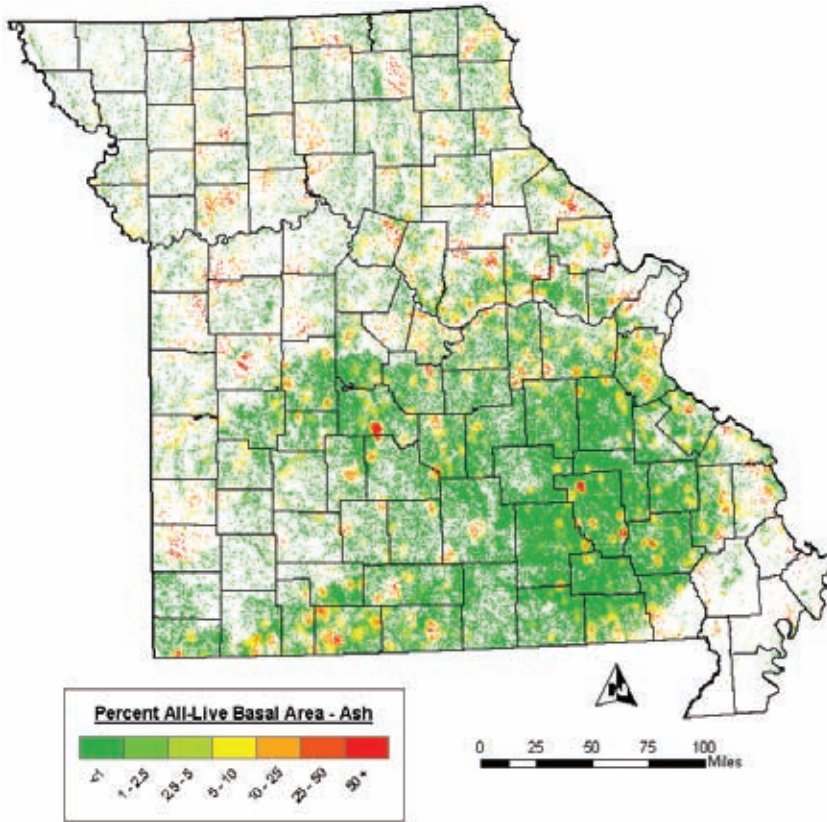 Percent All-Live Basal Area - Ash
<1 1 - 2.5 2.5 - 5 5 - 10 10 - 25 25 - 50 50 +
N
0 25 50 75 100
Miles